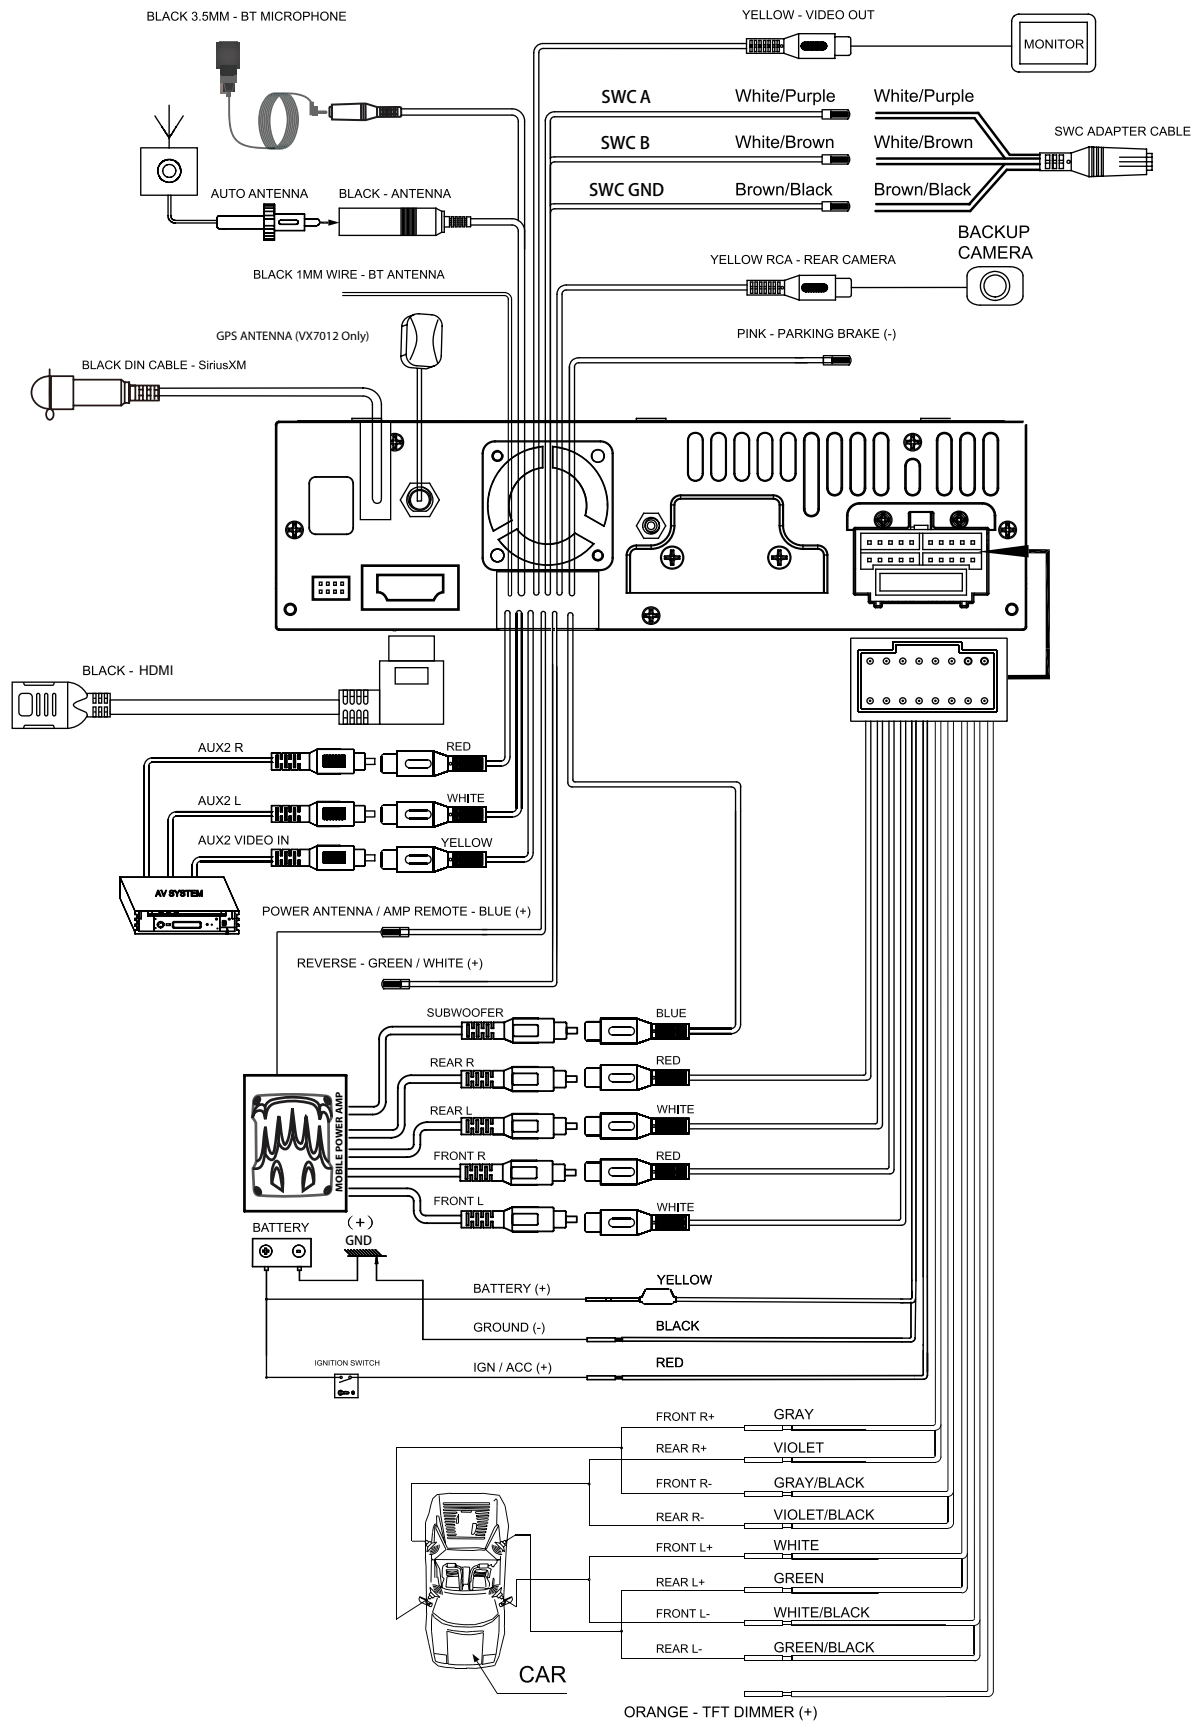 BLACK 3.5MM - BT MICROPHONE
YELLOW - VIDEO OUT
MONITOR
SWC A
White/Purple
White/Purple
SWC B
White/Brown
White/Brown
SWC ADAPTER CABLE
SWC GND
Brown/Black
Brown/Black
AUTO ANTENNA
BLACK - ANTENNA
BACKUP
CAMERA
YELLOW RCA - REAR CAMERA
BLACK 1MM WIRE - BT ANTENNA
GPS ANTENNA (VX7012 Only)
PINK - PARKING BRAKE (-)
BLACK DIN CABLE - SiriusXM
BLACK - HDMI
AUX2 R
RED
AUX2 L
WHITE
AUX2 VIDEO IN
YELLOW
AV SYSTEM
POWER ANTENNA / AMP REMOTE - BLUE (+)
REVERSE - GREEN / WHITE (+)
SUBWOOFER
BLUE
REAR R
RED
REAR L
WHITE
FRONT R
RED
FRONT L
WHITE
MOBILE POWER AMP
BATTERY
(+)
GND
BATTERY (+)
YELLOW
GROUND (-)
BLACK
IGNITION SWITCH
IGN / ACC (+)
RED
FRONT R+
GRAY
REAR R+
VIOLET
FRONT R-
GRAY/BLACK
REAR R-
VIOLET/BLACK
FRONT L+
WHITE
REAR L+
GREEN
FRONT L-
WHITE/BLACK
REAR L-
GREEN/BLACK
CAR
ORANGE - TFT DIMMER (+)